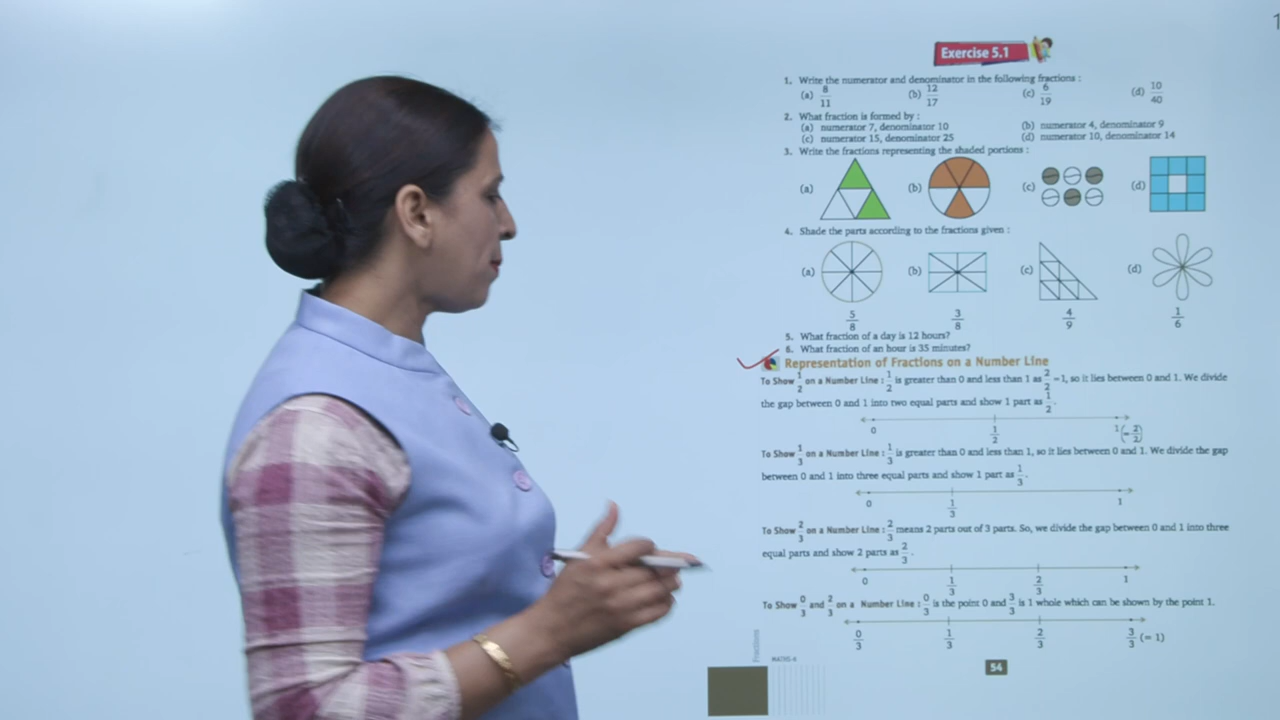 1
Exercise 5.1
1. Write the numerator and denominator in the following fractions :
(a) 8/11 (b) 12/17 (c) 6/19 (d) 10/40
2. What fraction is formed by :
(a) numerator 7, denominator 10 (b) numerator 4, denominator 9
(c) numerator 15, denominator 25 (d) numerator 10, denominator 14
3. Write the fractions representing the shaded portions :
(a) (b) (c) (d)
4. Shade the parts according to the fractions given :
(a) (b) (c) (d)
5/8 3/8 4/9 1/6
5. What fraction of a day is 12 hours?
6. What fraction of an hour is 35 minutes?
Representation of Fractions on a Number Line
To Show 1/2 on a Number Line : 1/2 is greater than 0 and less than 1 as 2/2 = 1, so it lies between 0 and 1. We divide
the gap between 0 and 1 into two equal parts and show 1 part as 1/2.
0 1/2 1 (= 2/2)
To Show 1/3 on a Number Line : 1/3 is greater than 0 and less than 1, so it lies between 0 and 1. We divide the gap
between 0 and 1 into three equal parts and show 1 part as 1/3.
0 1/3 1
To Show 2/3 on a Number Line : 2/3 means 2 parts out of 3 parts. So, we divide the gap between 0 and 1 into three
equal parts and show 2 parts as 2/3.
0 1/3 2/3 1
To Show 0/3 and 2/3 on a Number Line : 0/3 is the point 0 and 3/3 is 1 whole which can be shown by the point 1.
0/3 1/3 2/3 3/3 (= 1)
Fractions
MATHS-4
54